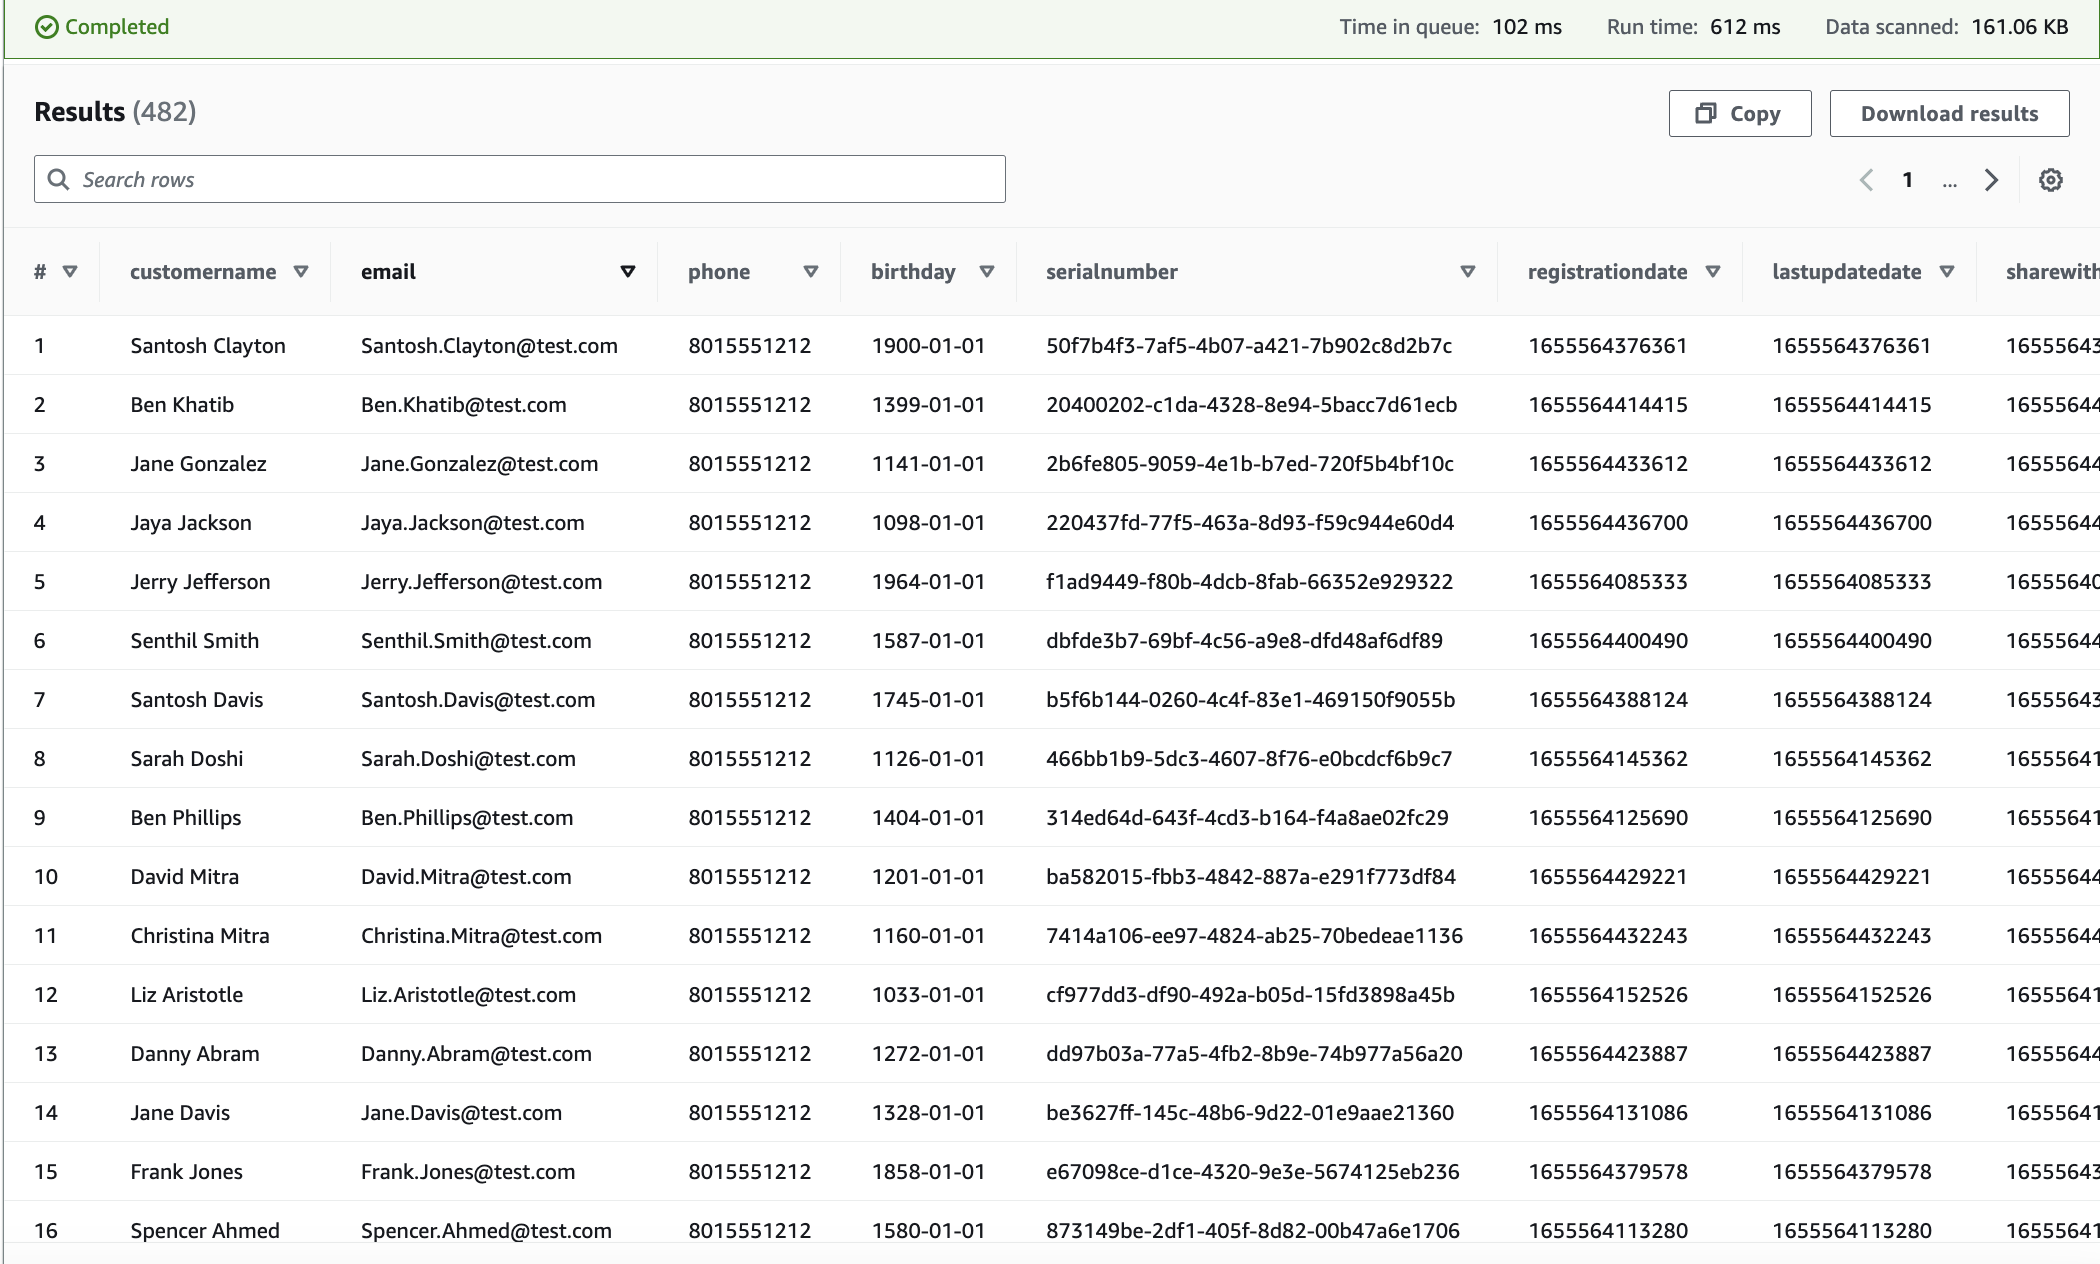 Completed Time in queue: 102 ms Run time: 612 ms Data scanned: 161.06 KB
Results (482) Copy Download results
Search rows 1 ...
# customername email phone birthday serialnumber registrationdate lastupdatedate sharewith
1 Santosh Clayton Santosh.Clayton@test.com 8015551212 1900-01-01 50f7b4f3-7af5-4b07-a421-7b902c8d2b7c 1655564376361 1655564376361 16555643
2 Ben Khatib Ben.Khatib@test.com 8015551212 1399-01-01 20400202-c1da-4328-8e94-5bacc7d61ecb 1655564414415 1655564414415 16555644
3 Jane Gonzalez Jane.Gonzalez@test.com 8015551212 1141-01-01 2b6fe805-9059-4e1b-b7ed-720f5b4bf10c 1655564433612 1655564433612 16555644
4 Jaya Jackson Jaya.Jackson@test.com 8015551212 1098-01-01 220437fd-77f5-463a-8d93-f59c944e60d4 1655564436700 1655564436700 16555644
5 Jerry Jefferson Jerry.Jefferson@test.com 8015551212 1964-01-01 f1ad9449-f80b-4dcb-8fab-66352e929322 1655564085333 1655564085333 16555640
6 Senthil Smith Senthil.Smith@test.com 8015551212 1587-01-01 dbfde3b7-69bf-4c56-a9e8-dfd48af6df89 1655564400490 1655564400490 16555644
7 Santosh Davis Santosh.Davis@test.com 8015551212 1745-01-01 b5f6b144-0260-4c4f-83e1-469150f9055b 1655564388124 1655564388124 16555643
8 Sarah Doshi Sarah.Doshi@test.com 8015551212 1126-01-01 466bb1b9-5dc3-4607-8f76-e0bcdcf6b9c7 1655564145362 1655564145362 16555641
9 Ben Phillips Ben.Phillips@test.com 8015551212 1404-01-01 314ed64d-643f-4cd3-b164-f4a8ae02fc29 1655564125690 1655564125690 16555641
10 David Mitra David.Mitra@test.com 8015551212 1201-01-01 ba582015-fbb3-4842-887a-e291f773df84 1655564429221 1655564429221 16555644
11 Christina Mitra Christina.Mitra@test.com 8015551212 1160-01-01 7414a106-ee97-4824-ab25-70bedeae1136 1655564432243 1655564432243 16555644
12 Liz Aristotle Liz.Aristotle@test.com 8015551212 1033-01-01 cf977dd3-df90-492a-b05d-15fd3898a45b 1655564152526 1655564152526 16555641
13 Danny Abram Danny.Abram@test.com 8015551212 1272-01-01 dd97b03a-77a5-4fb2-8b9e-74b977a56a20 1655564423887 1655564423887 16555644
14 Jane Davis Jane.Davis@test.com 8015551212 1328-01-01 be3627ff-145c-48b6-9d22-01e9aae21360 1655564131086 1655564131086 16555641
15 Frank Jones Frank.Jones@test.com 8015551212 1858-01-01 e67098ce-d1ce-4320-9e3e-5674125eb236 1655564379578 1655564379578 16555643
16 Spencer Ahmed Spencer.Ahmed@test.com 8015551212 1580-01-01 873149be-2df1-405f-8d82-00b47a6e1706 1655564113280 1655564113280 16555641